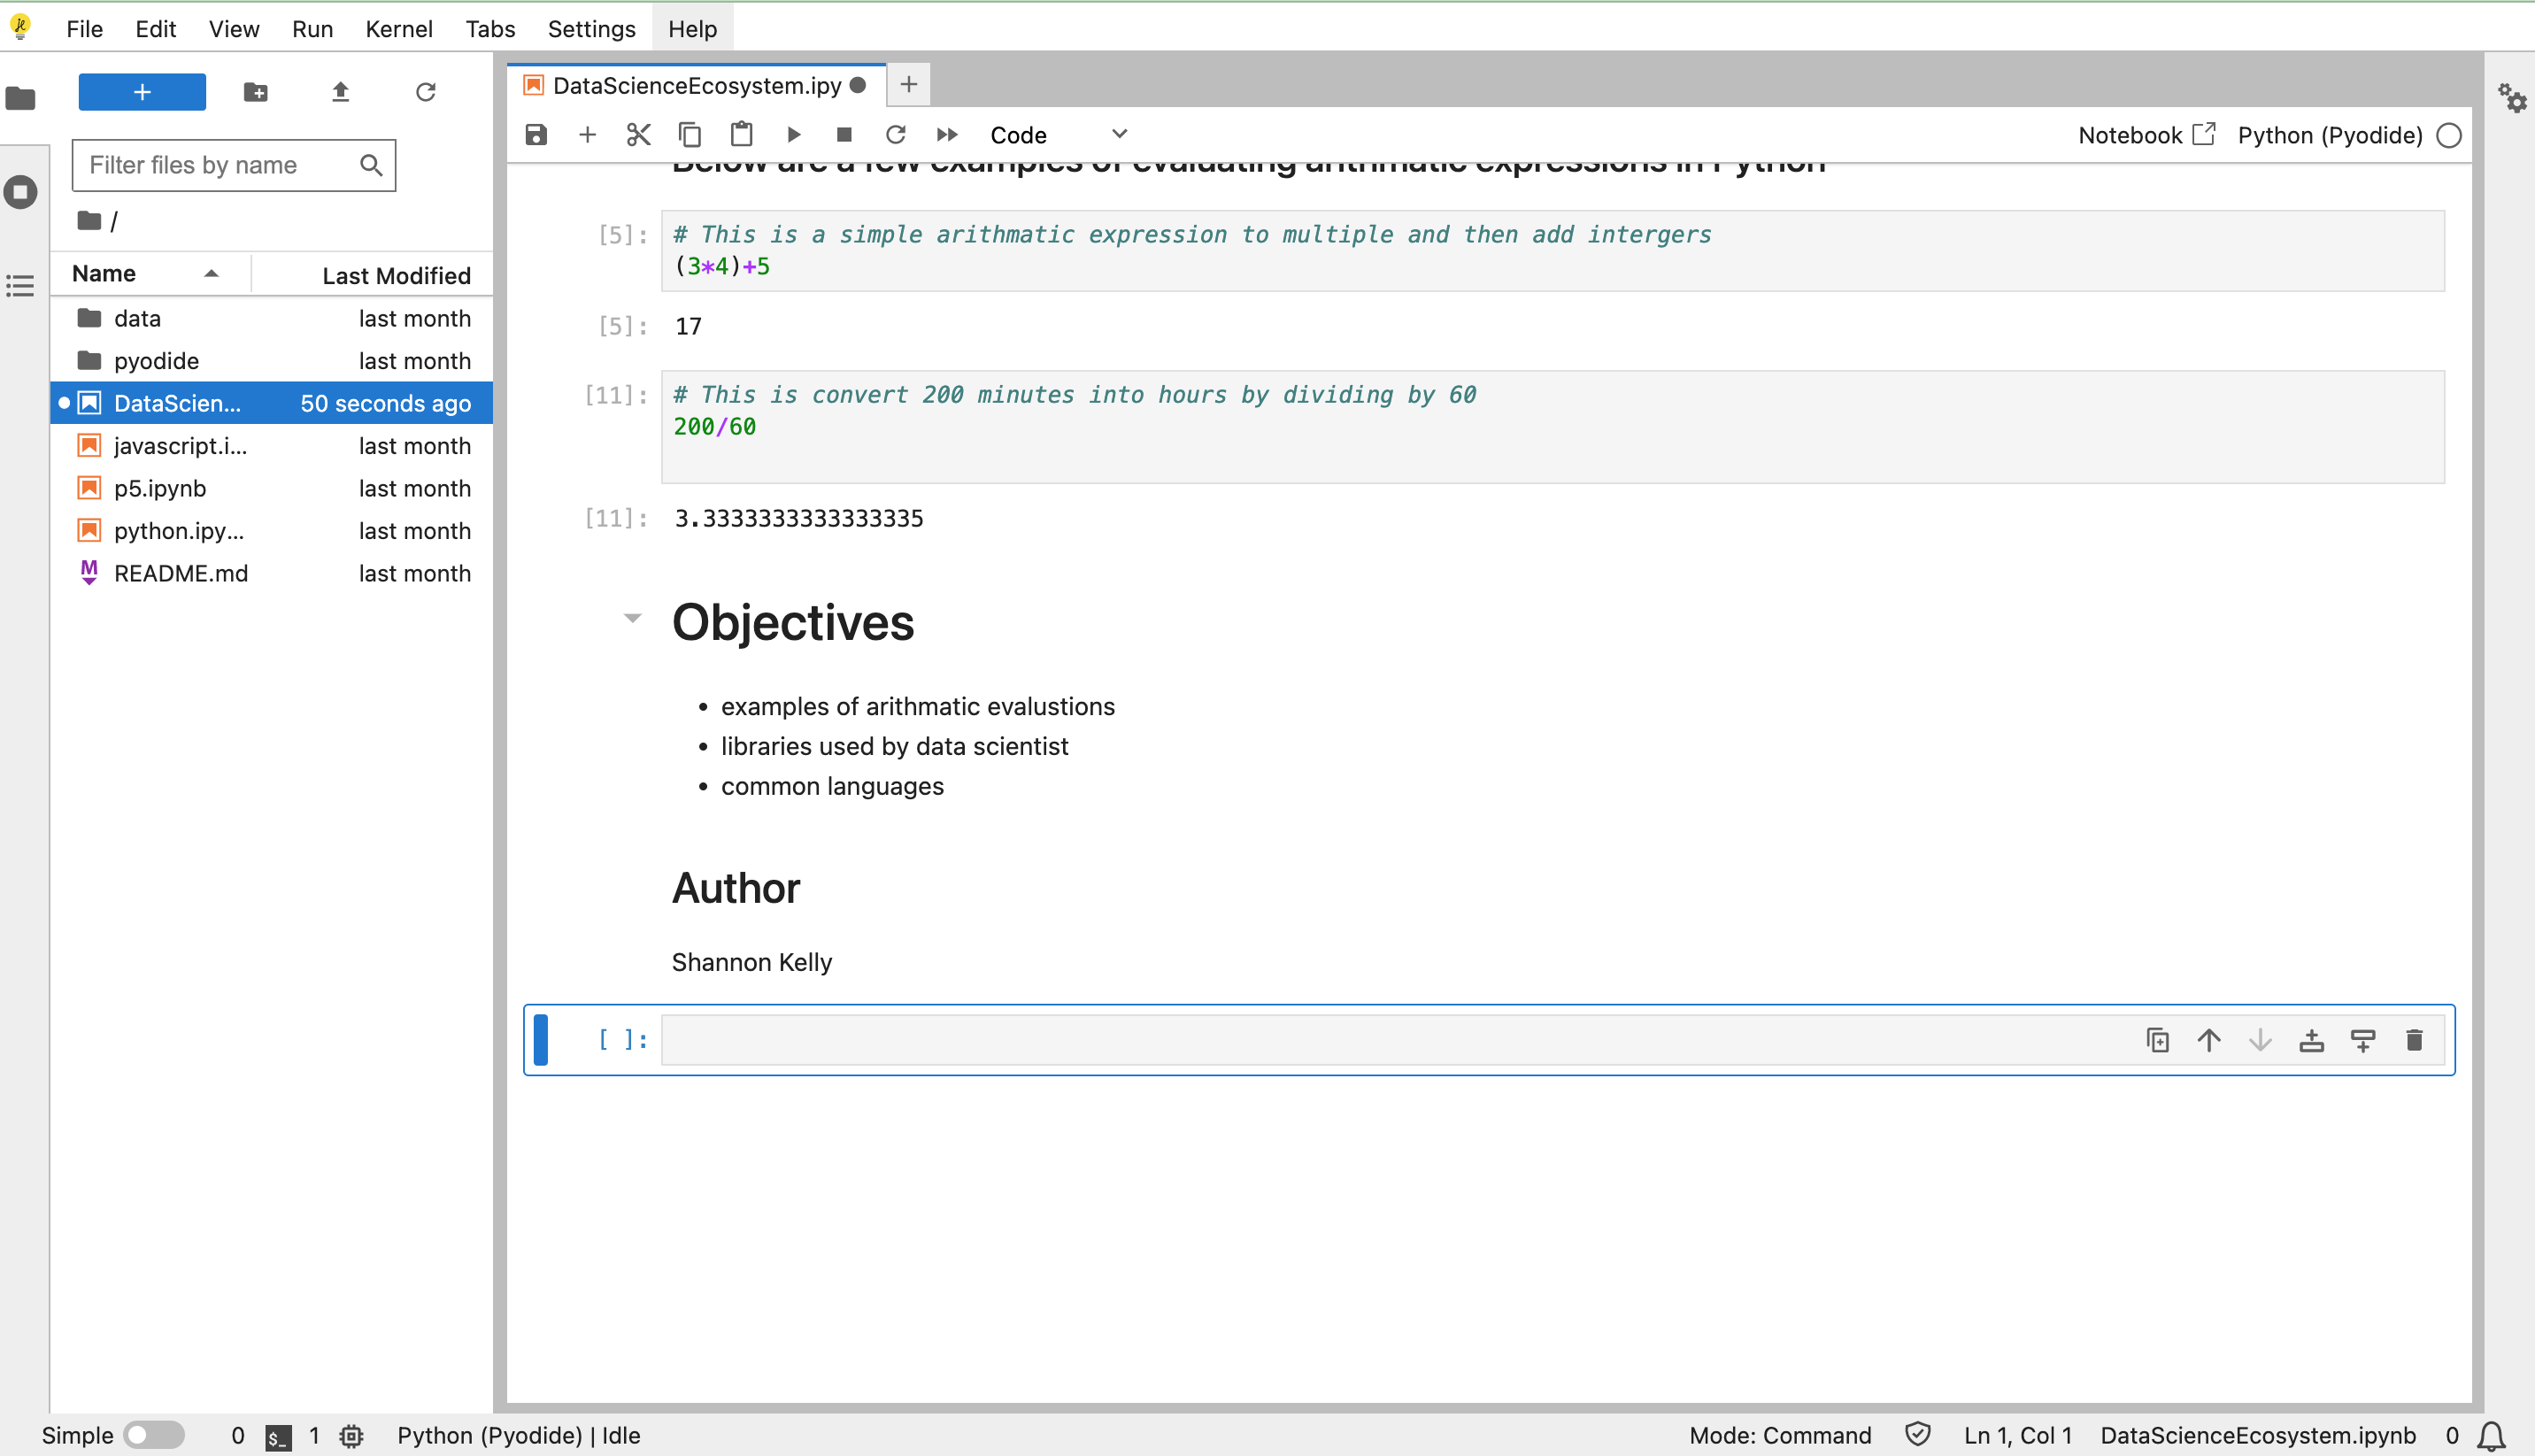 File Edit View Run Kernel Tabs Settings Help
DataScienceEcosystem.ipy
Code
Notebook
Python (Pyodide)
Filter files by name
/
Name Last Modified
data last month
pyodide last month
DataScien... 50 seconds ago
javascript.i... last month
p5.ipynb last month
python.ipy... last month
README.md last month
Below are a few examples of evaluating arithmatic expressions in Python
[5]: # This is a simple arithmatic expression to multiple and then add intergers
(3*4)+5
[5]: 17
[11]: # This is convert 200 minutes into hours by dividing by 60
200/60
[11]: 3.3333333333333335
Objectives
• examples of arithmatic evalustions
• libraries used by data scientist
• common languages
Author
Shannon Kelly
[ ]:
Simple 0 $_ 1 Python (Pyodide) | Idle
Mode: Command Ln 1, Col 1 DataScienceEcosystem.ipynb 0